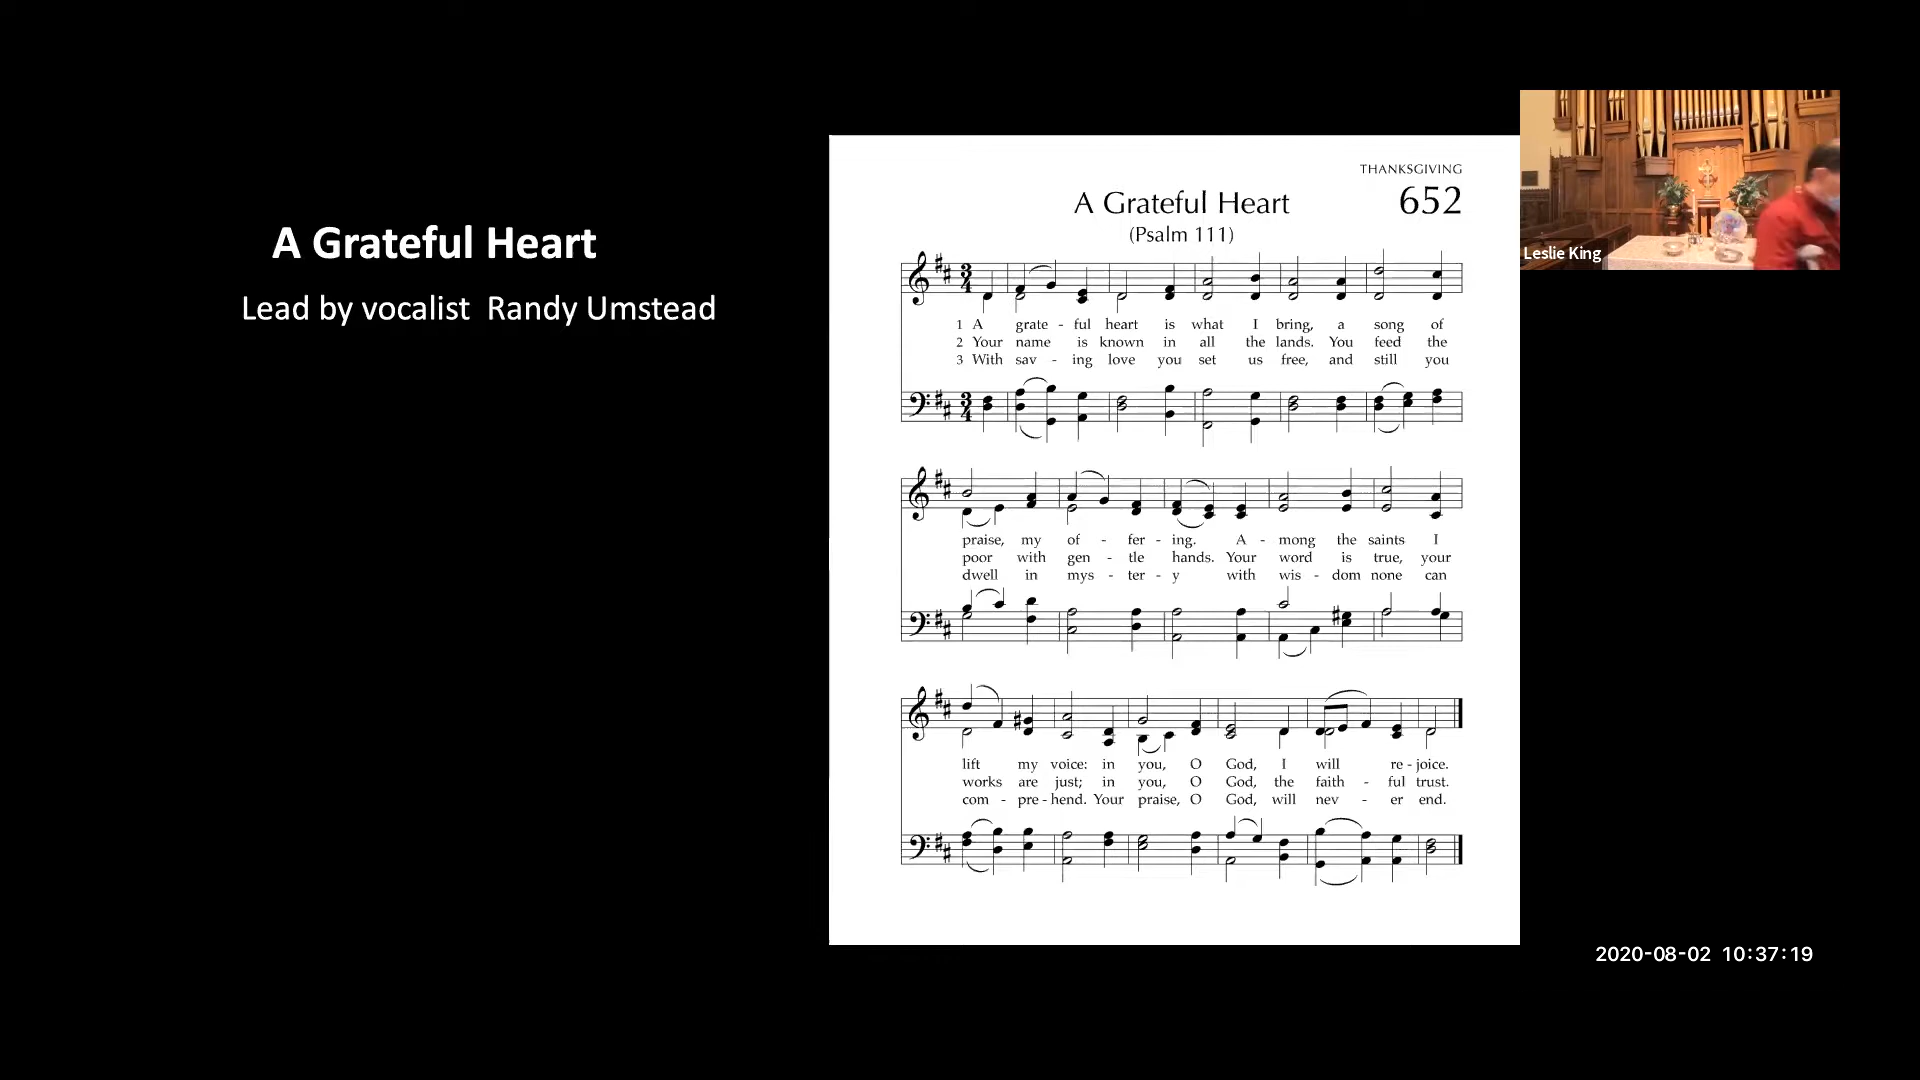 A Grateful Heart
Lead by vocalist  Randy Umstead
THANKSGIVING
652
A Grateful Heart
(Psalm 111)
1 A grate - ful heart is what I bring, a song of
2 Your name is known in all the lands. You feed the
3 With sav - ing love you set us free, and still you
praise, my of - fer - ing. A - mong the saints I
poor with gen - tle hands. Your word is true, your
dwell in mys - ter - y with wis - dom none can
lift my voice: in you, O God, I will re - joice.
works are just; in you, O God, the faith - ful trust.
com - pre - hend. Your praise, O God, will nev - er end.
Leslie King
2020-08-02 10:37:19